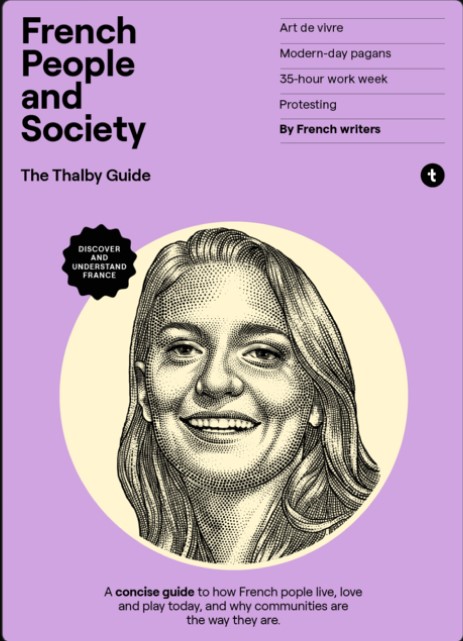 French
People
and
Society
The Thalby Guide
Art de vivre
Modern-day pagans
35-hour work week
Protesting
By French writers
t
DISCOVER
AND
UNDERSTAND
FRANCE
A concise guide to how French pople live, love
and play today, and why communities are
the way they are.